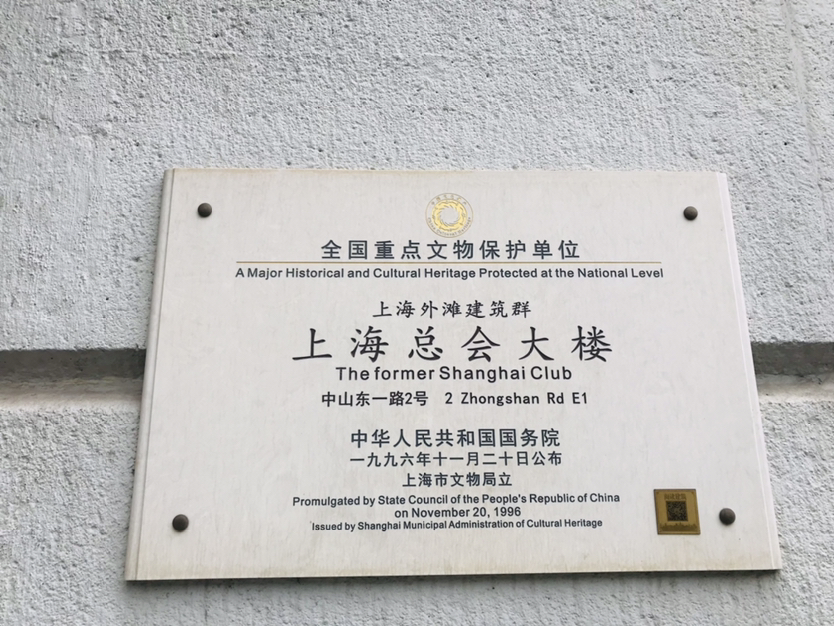 全国重点文物保护单位
A Major Historical and Cultural Heritage Protected at the National Level
上海外滩建筑群
上海总会大楼
The former Shanghai Club
中山东一路2号 2 Zhongshan Rd E1
中华人民共和国国务院
一九九六年十一月二十日公布
上海市文物局立
Promulgated by State Council of the People's Republic of China
on November 20, 1996
Issued by Shanghai Municipal Administration of Cultural Heritage